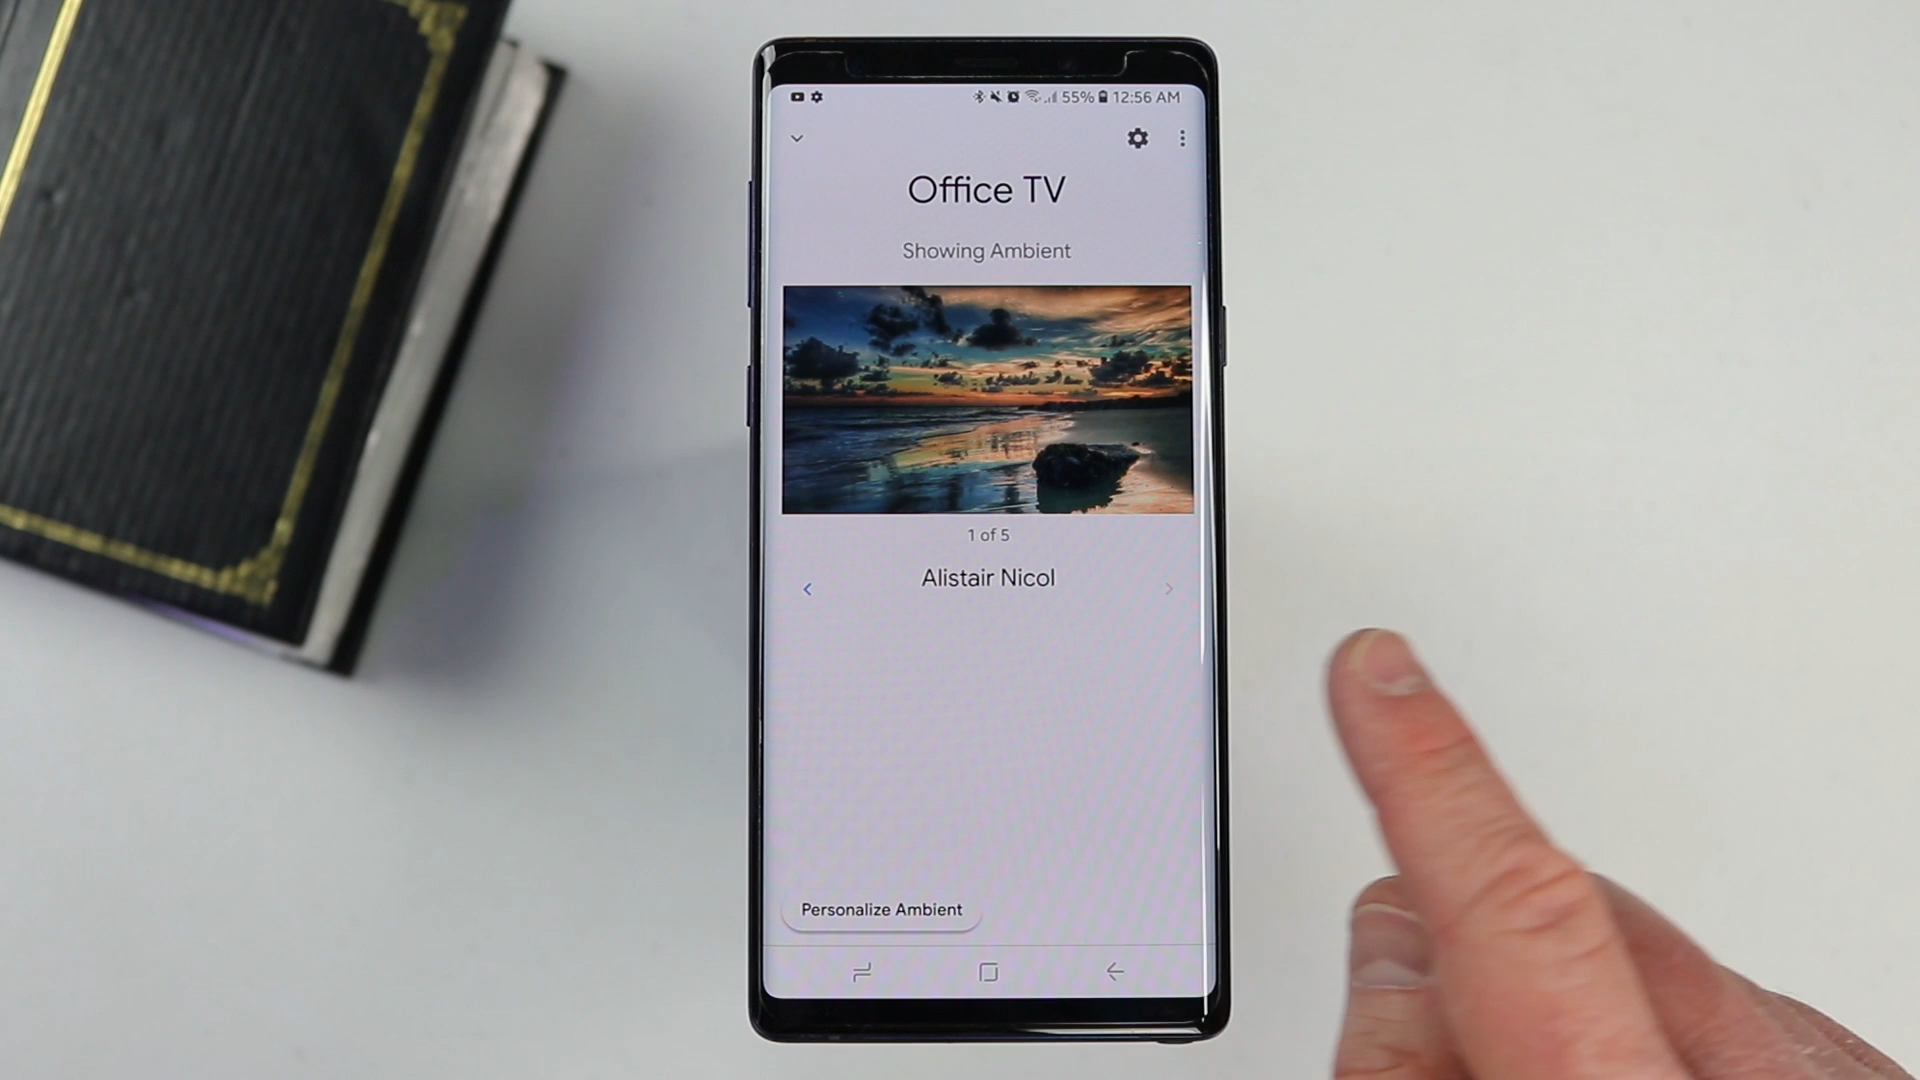 55% 12:56 AM
Office TV
Showing Ambient
1 of 5
Alistair Nicol
Personalize Ambient